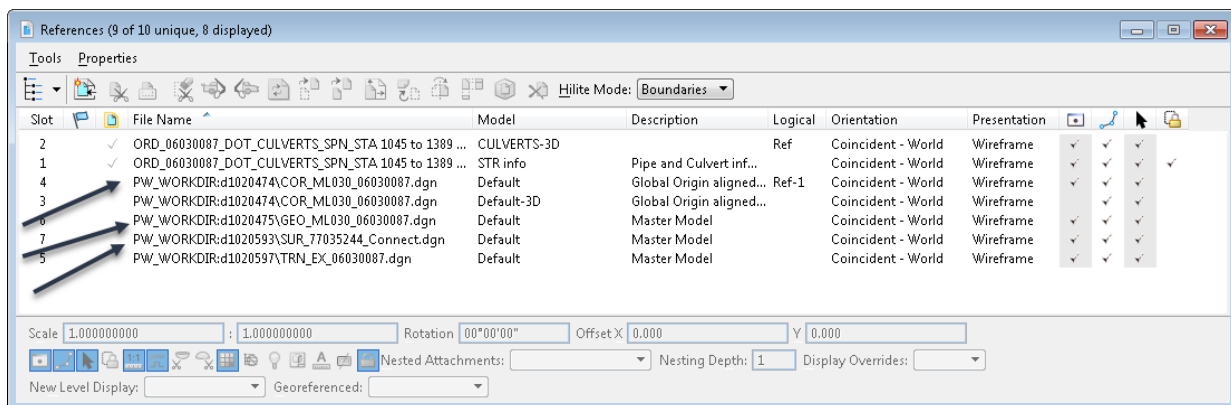 References (9 of 10 unique, 8 displayed)
Tools Properties
Hilite Mode: Boundaries
Slot File Name Model Description Logical Orientation Presentation
2 ORD_06030087_DOT_CULVERTS_SPN_STA 1045 to 1389 ... CULVERTS-3D Ref Coincident - World Wireframe
1 ORD_06030087_DOT_CULVERTS_SPN_STA 1045 to 1389 ... STR info Pipe and Culvert inf... Coincident - World Wireframe
4 PW_WORKDIR:d1020474\COR_ML030_06030087.dgn Default Global Origin aligned... Ref-1 Coincident - World Wireframe
3 PW_WORKDIR:d1020474\COR_ML030_06030087.dgn Default-3D Global Origin aligned... Coincident - World Wireframe
6 PW_WORKDIR:d1020475\GEO_ML030_06030087.dgn Default Master Model Coincident - World Wireframe
7 PW_WORKDIR:d1020593\SUR_77035244_Connect.dgn Default Master Model Coincident - World Wireframe
5 PW_WORKDIR:d1020597\TRN_EX_06030087.dgn Default Master Model Coincident - World Wireframe
Scale 1.000000000 : 1.000000000 Rotation 00°00'00" Offset X 0.000 Y 0.000
1:1 Nested Attachments: Nesting Depth: 1 Display Overrides:
New Level Display: Georeferenced: